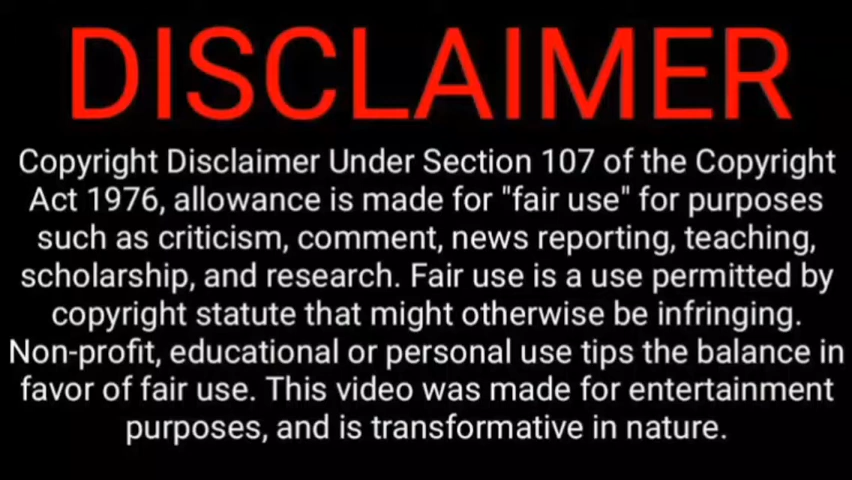 DISCLAIMER
Copyright Disclaimer Under Section 107 of the Copyright
Act 1976, allowance is made for "fair use" for purposes
such as criticism, comment, news reporting, teaching,
scholarship, and research. Fair use is a use permitted by
copyright statute that might otherwise be infringing.
Non-profit, educational or personal use tips the balance in
favor of fair use. This video was made for entertainment
purposes, and is transformative in nature.